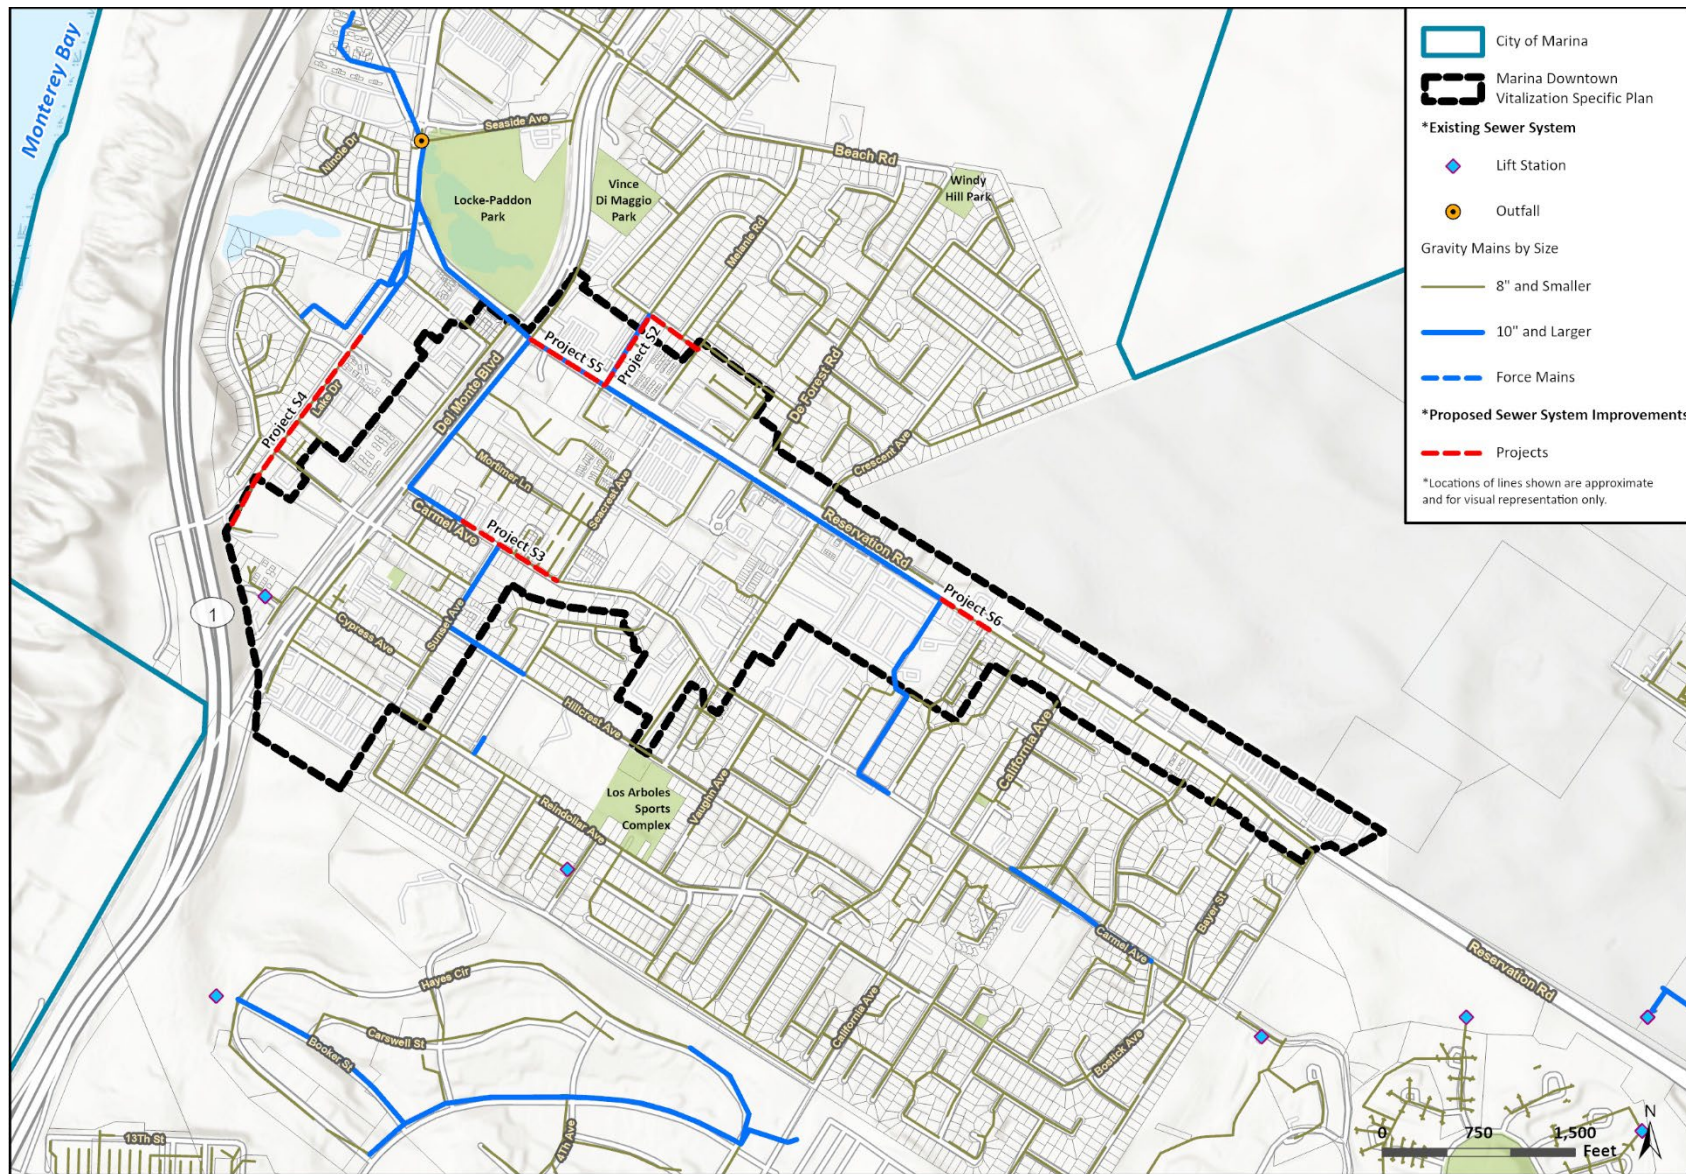 Monterey Bay
Seaside Ave
Ninole Dr
Beach Rd
Locke-Paddon
Park
Vince
Di Maggio
Park
Windy
Hill Park
Melanie Rd
Project S5
Project S2
De Forest Rd
Del Monte Blvd
Lake Dr
Project S4
Crescent Ave
Mortimer Ln
Seacrest Ave
Carmel Ave
Project S3
Reservation Rd
Project S6
1
Cypress Ave
Sunset Ave
Hillcrest Ave
California Ave
Los Arboles
Sports
Complex
Vaughn Ave
Reindollar Ave
Bayer St
Carmel Ave
Reservation Rd
Hayes Cir
Carswell St
Booker St
California Ave
Bostick Ave
13Th St
4Th Ave
City of Marina
Marina Downtown
Vitalization Specific Plan
*Existing Sewer System
Lift Station
Outfall
Gravity Mains by Size
8" and Smaller
10" and Larger
Force Mains
*Proposed Sewer System Improvements
Projects
*Locations of lines shown are approximate
and for visual representation only.
N
0 750 1,500
Feet